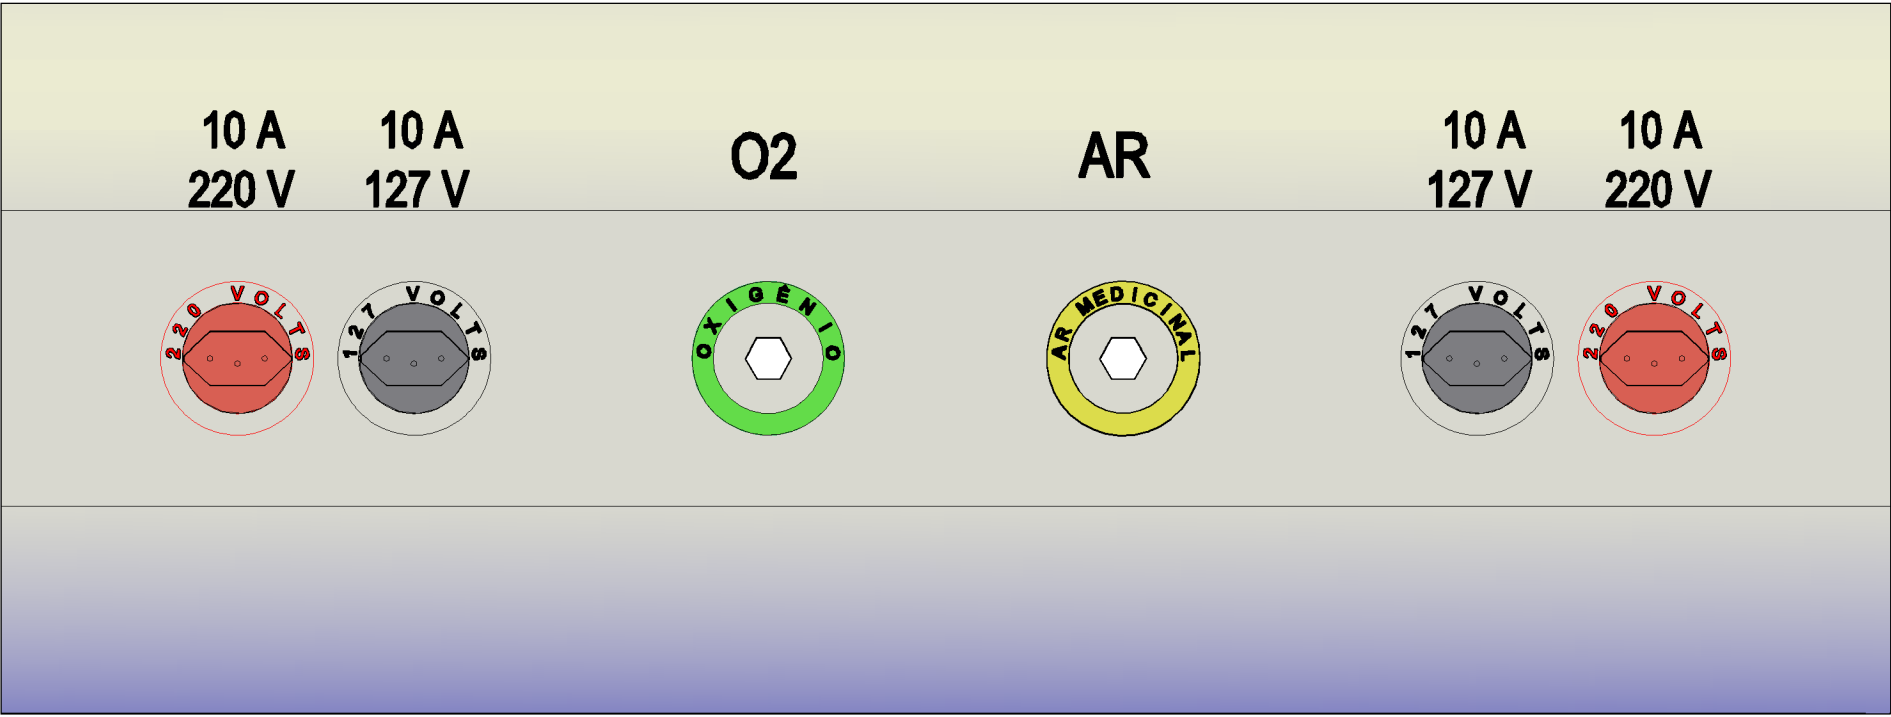 10 A
220 V
10 A
127 V
O2
AR
10 A
127 V
10 A
220 V
220 VOLTS
127 VOLTS
OXIGÊNIO
AR MEDICINAL
127 VOLTS
220 VOLTS